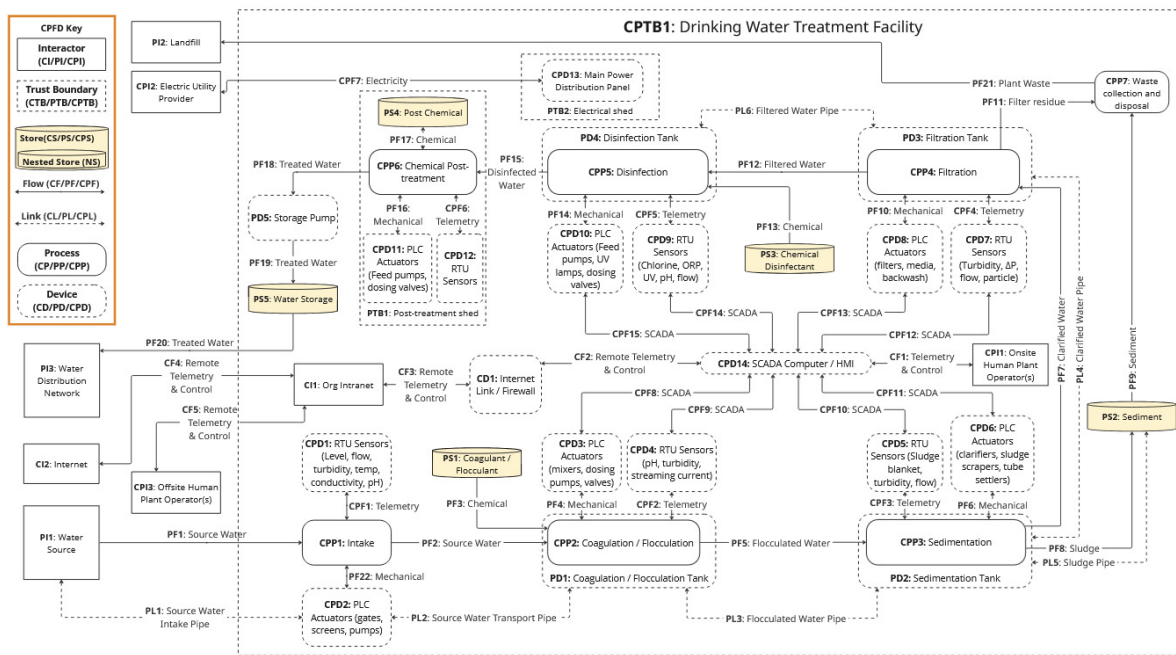 CPFD Key
Interactor
(CI/PI/CPI)
Trust Boundary
(CTB/PTB/CPTB)
Store(CS/PS/CPS)
Nested Store (NS)
Flow (CF/PF/CPF)
Link (CL/PL/CPL)
Process
(CP/PP/CPP)
Device
(CD/PD/CPD)
CPTB1: Drinking Water Treatment Facility
PI2: Landfill
CPI2: Electric Utility
Provider
CPF7: Electricity
CPD13: Main Power
Distribution Panel
PTB2: Electrical shed
PF21: Plant Waste
PF11: Filter residue
CPP7: Waste
collection and
disposal
PS4: Post Chemical
PF17: Chemical
PL6: Filtered Water Pipe
PD4: Disinfection Tank
PD3: Filtration Tank
PF18: Treated Water
CPP6: Chemical Post-
treatment
PF15:
Disinfected
Water
CPP5: Disinfection
PF12: Filtered Water
CPP4: Filtration
PD5: Storage Pump
PF16:
Mechanical
CPF6:
Telemetry
PF14: Mechanical
CPF5: Telemetry
PF13: Chemical
PF10: Mechanical
CPF4: Telemetry
CPD11: PLC
Actuators
(Feed pumps,
dosing valves)
CPD12: RTU
Sensors
CPD10: PLC
Actuators (Feed
pumps, UV
lamps, dosing
valves)
CPD9: RTU
Sensors
(Chlorine, ORP,
UV, pH, flow)
PS3: Chemical
Disinfectant
CPD8: PLC
Actuators
(filters, media,
backwash)
CPD7: RTU
Sensors
(Turbidity, ΔP,
flow, particle)
PF19: Treated Water
PS5: Water Storage
PTB1: Post-treatment shed
CPF14: SCADA
CPF13: SCADA
CPF15: SCADA
CPF12: SCADA
PF7: Clarified Water
PL4: Clarified Water Pipe
PF9: Sediment
PF20: Treated Water
PI3: Water
Distribution
Network
CF4: Remote
Telemetry
& Control
CI1: Org Intranet
CF3: Remote
Telemetry
& Control
CD1: Internet
Link / Firewall
CF2: Remote Telemetry
& Control
CPD14: SCADA Computer / HMI
CF1: Telemetry
& Control
CPI1: Onsite
Human Plant
Operator(s)
CPF8: SCADA
CPF11: SCADA
CPF9: SCADA
CPF10: SCADA
CF5: Remote
Telemetry
& Control
PS2: Sediment
CI2: Internet
CPI3: Offsite Human
Plant Operator(s)
CPD1: RTU Sensors
(Level, flow,
turbidity, temp,
conductivity, pH)
PS1: Coagulant /
Flocculant
CPD3: PLC
Actuators
(mixers, dosing
pumps, valves)
CPD4: RTU Sensors
(pH, turbidity,
streaming current)
CPD5: RTU
Sensors (Sludge
blanket,
turbidity, flow)
CPD6: PLC
Actuators
(clarifiers, sludge
scrapers, tube
settlers)
CPF1: Telemetry
PF3: Chemical
PF4: Mechanical
CPF2: Telemetry
CPF3: Telemetry
PF6: Mechanical
PI1: Water
Source
PF1: Source Water
CPP1: Intake
PF2: Source Water
CPP2: Coagulation / Flocculation
PF5: Flocculated Water
CPP3: Sedimentation
PF8: Sludge
PL5: Sludge Pipe
PF22: Mechanical
PD1: Coagulation / Flocculation Tank
PD2: Sedimentation Tank
PL1: Source Water
Intake Pipe
CPD2: PLC
Actuators (gates,
screens, pumps)
PL2: Source Water Transport Pipe
PL3: Flocculated Water Pipe